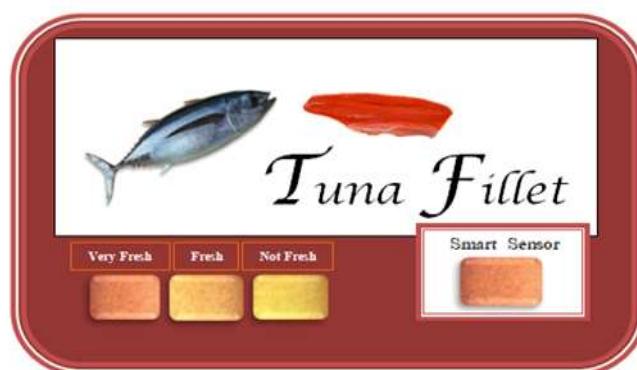 Tuna Fillet
Very Fresh
Fresh
Not Fresh
Smart Sensor